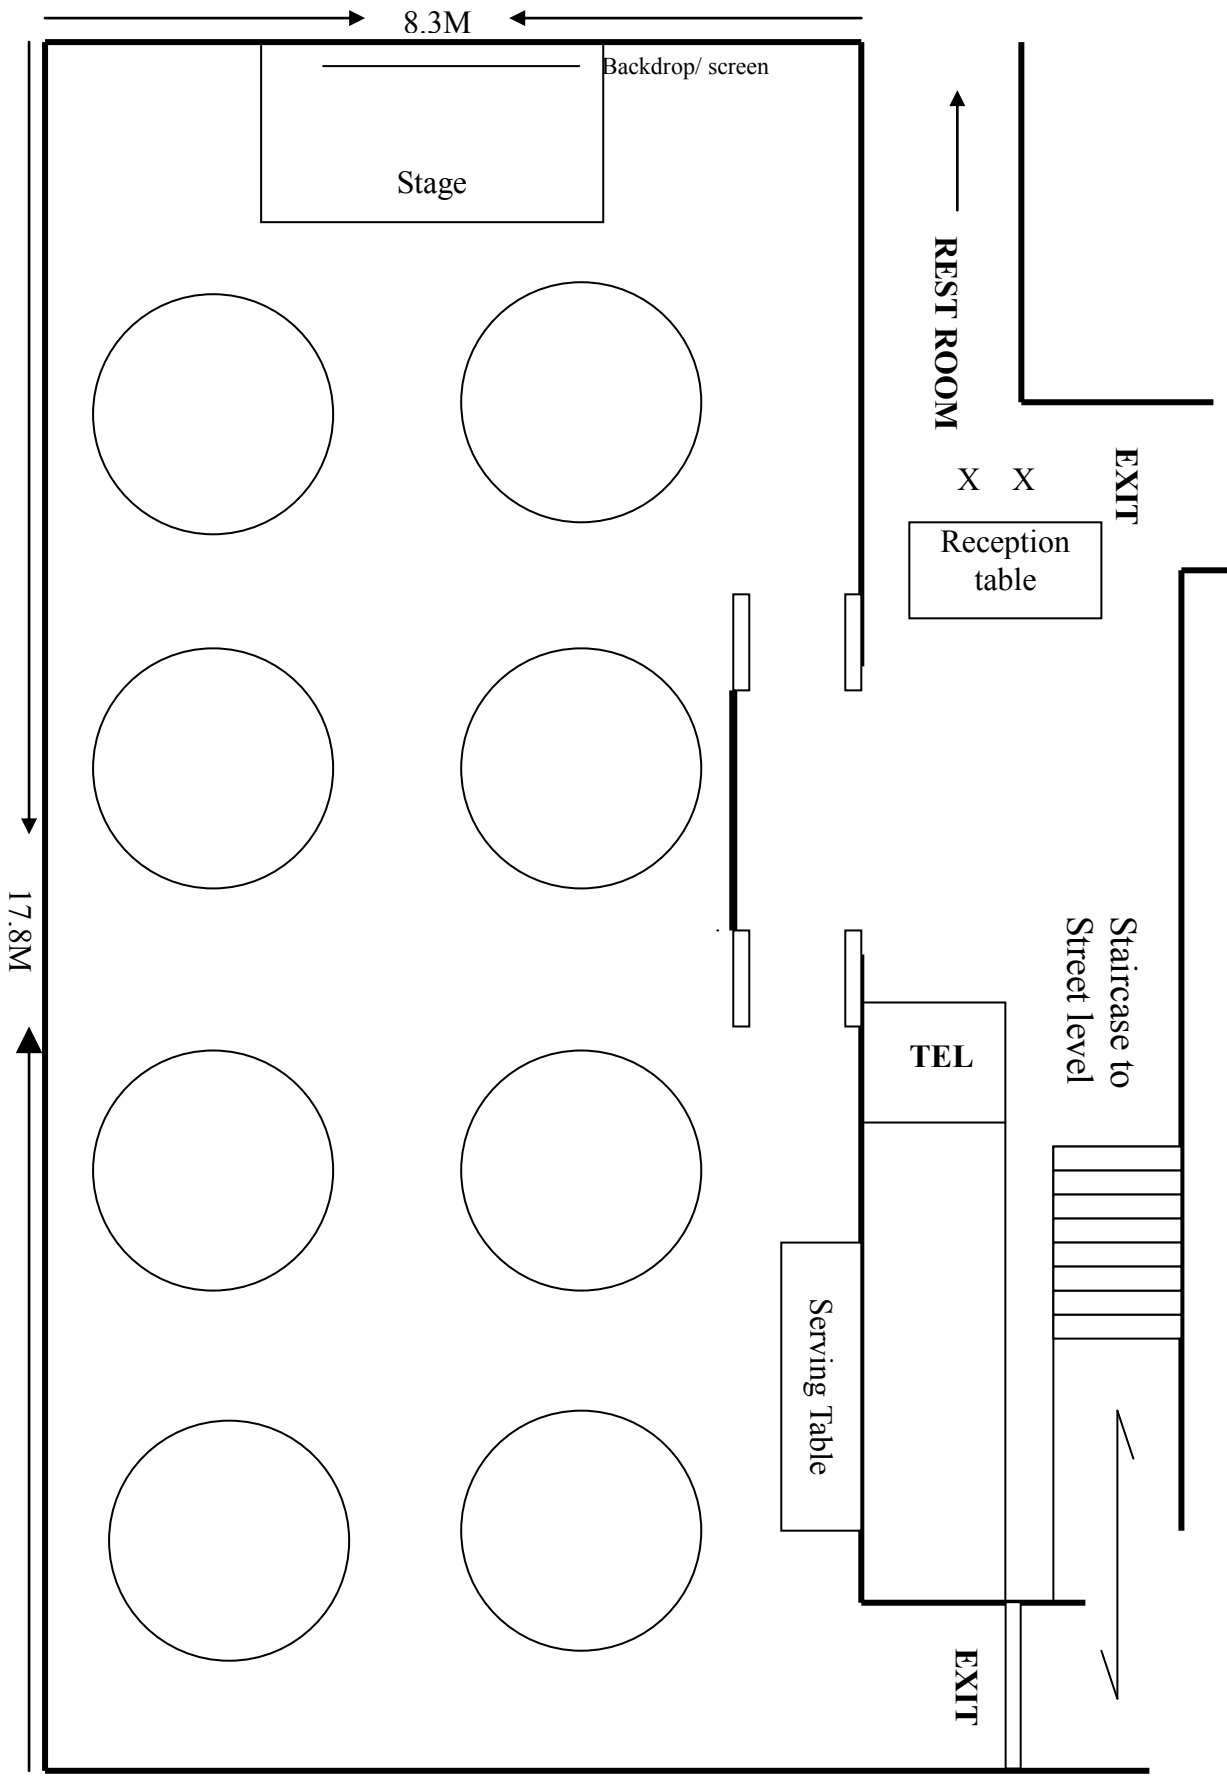 8.3M
Backdrop/ screen
Stage
REST ROOM
EXIT
X X
Reception
table
17.8M
Staircase to
Street level
TEL
Serving Table
EXIT